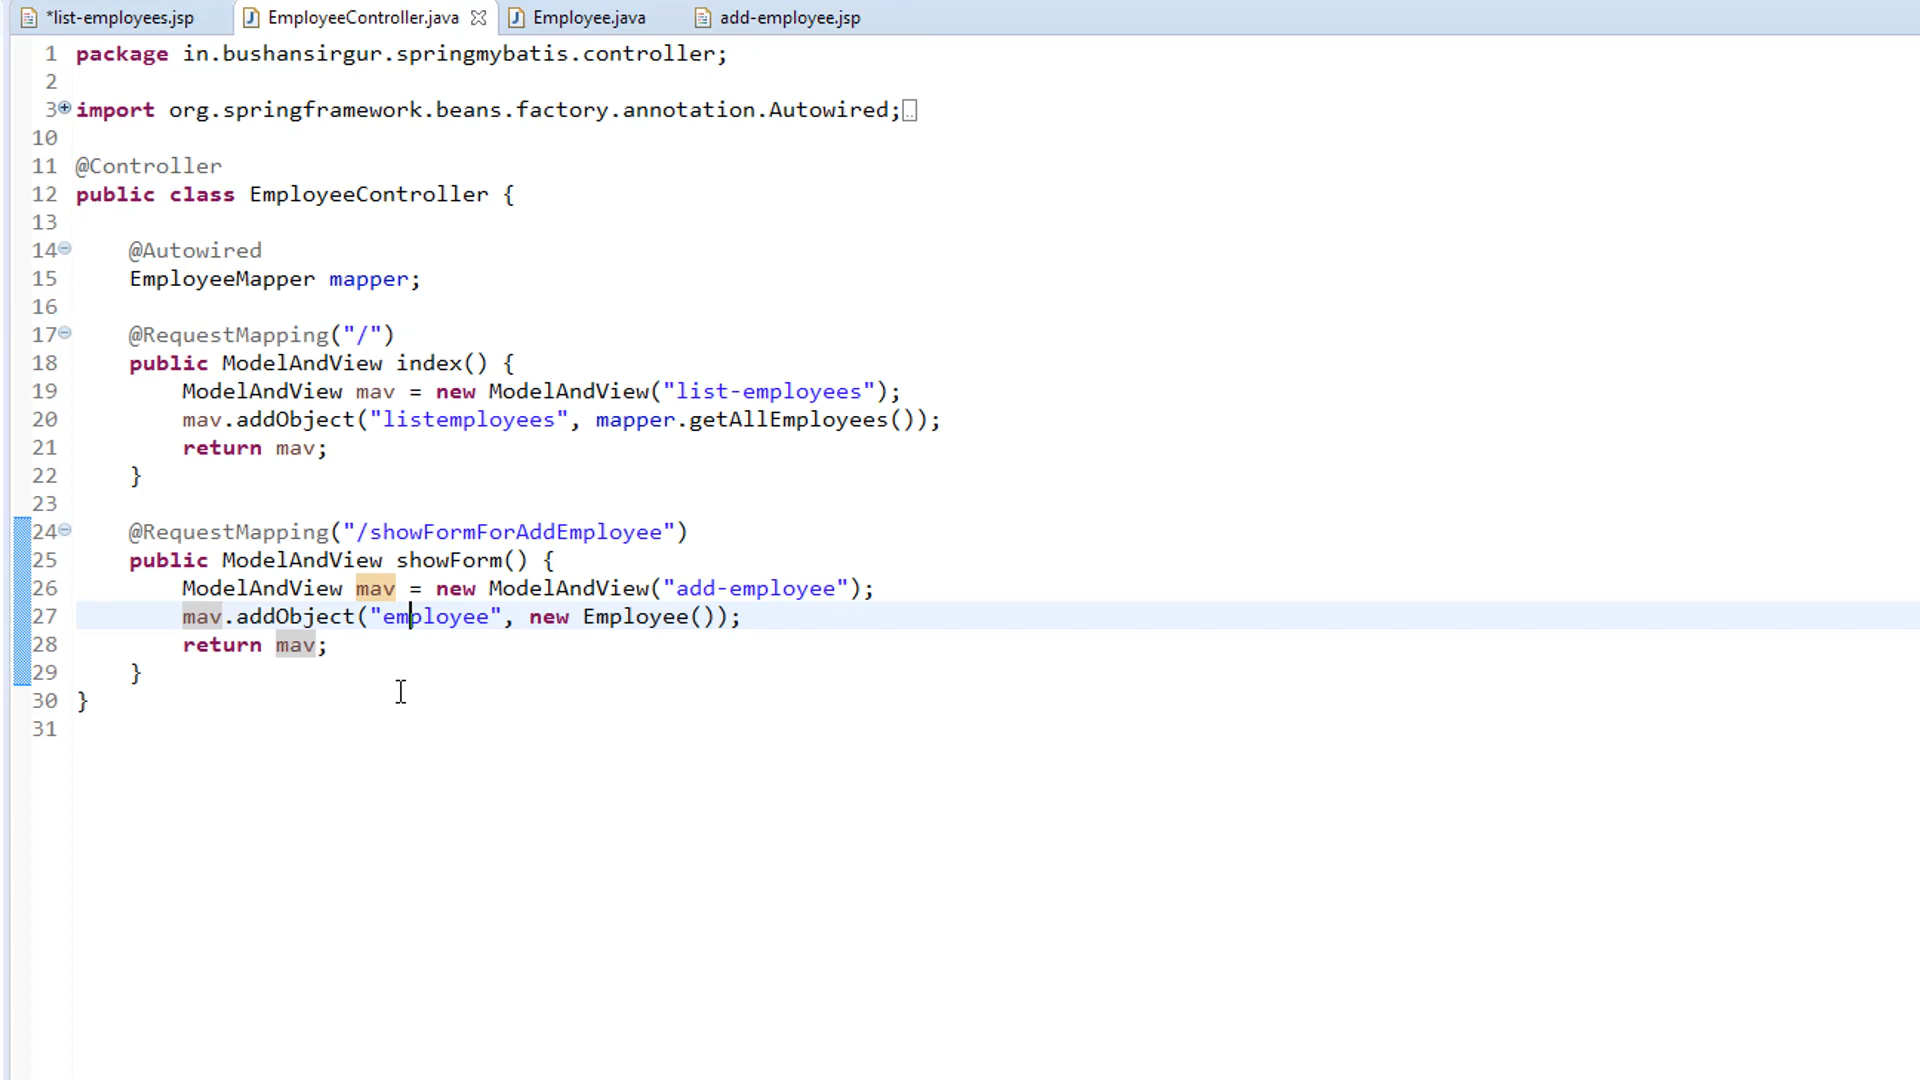 *list-employees.jsp EmployeeController.java Employee.java add-employee.jsp
1 package in.bushansirgur.springmybatis.controller;
2
3 import org.springframework.beans.factory.annotation.Autowired;
10
11 @Controller
12 public class EmployeeController {
13
14 @Autowired
15 EmployeeMapper mapper;
16
17 @RequestMapping("/")
18 public ModelAndView index() {
19 ModelAndView mav = new ModelAndView("list-employees");
20 mav.addObject("listemployees", mapper.getAllEmployees());
21 return mav;
22 }
23
24 @RequestMapping("/showFormForAddEmployee")
25 public ModelAndView showForm() {
26 ModelAndView mav = new ModelAndView("add-employee");
27 mav.addObject("employee", new Employee());
28 return mav;
29 }
30 }
31